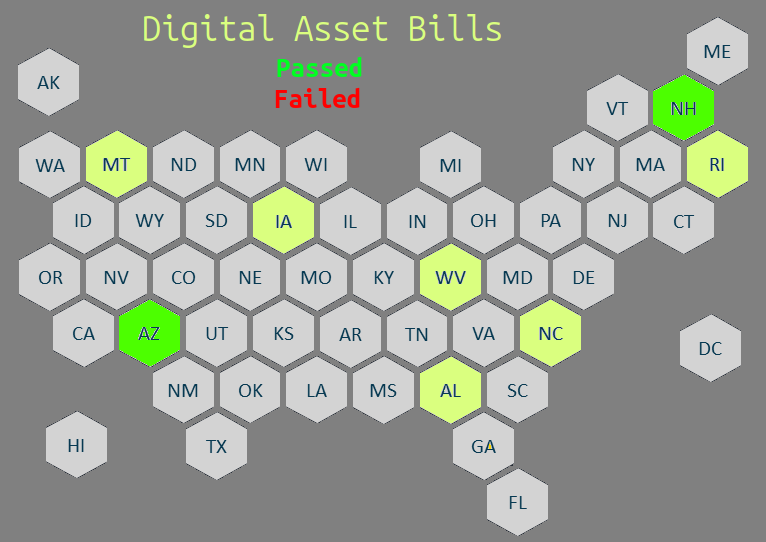 Digital Asset Bills
Passed
Failed
ME
AK
VT NH
WA MT ND MN WI MI NY MA RI
ID WY SD IA IL IN OH PA NJ CT
OR NV CO NE MO KY WV MD DE
CA AZ UT KS AR TN VA NC DC
NM OK LA MS AL SC
HI TX GA
FL